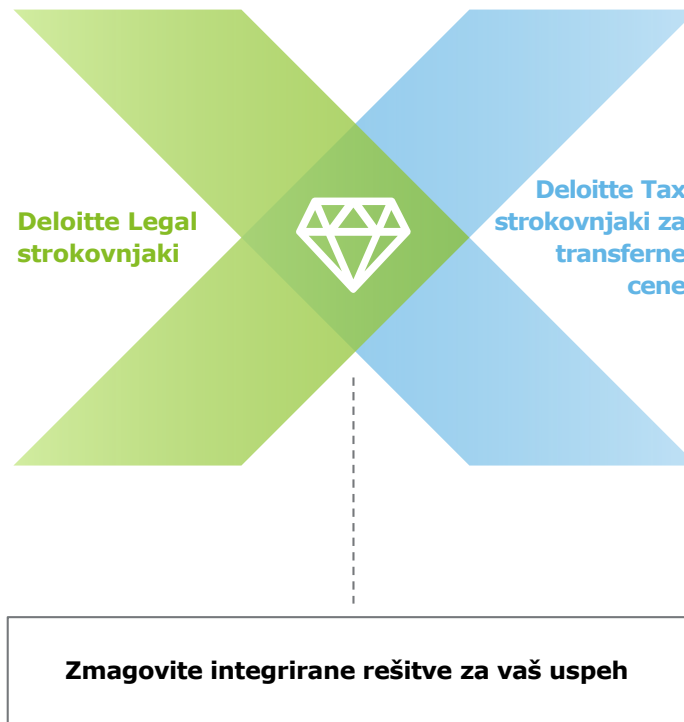 Deloitte Legal
strokovnjaki
Deloitte Tax
strokovnjaki za
transferne
cene
Zmagovite integrirane rešitve za vaš uspeh